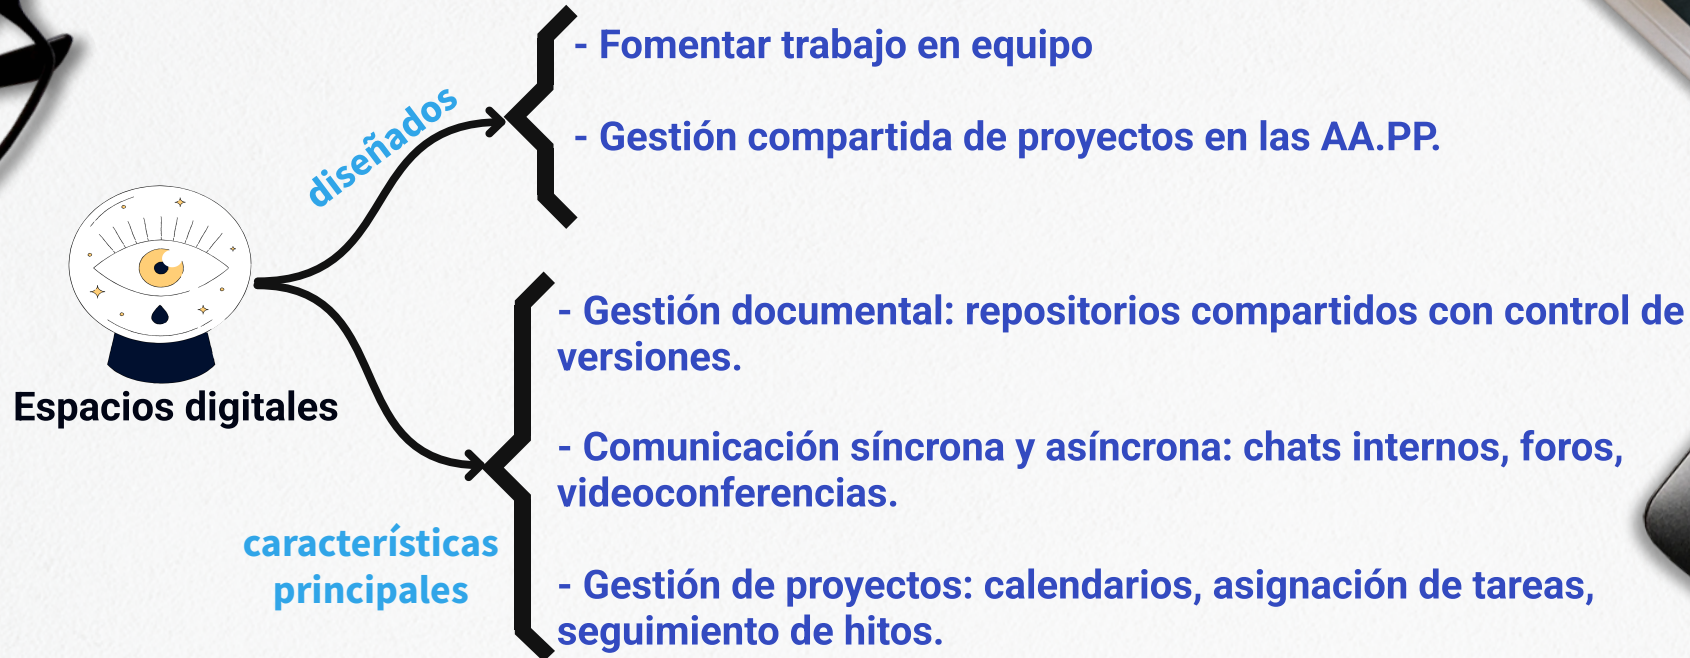 diseñados
- Fomentar trabajo en equipo
- Gestión compartida de proyectos en las AA.PP.
Espacios digitales
características
principales
- Gestión documental: repositorios compartidos con control de
versiones.
- Comunicación síncrona y asíncrona: chats internos, foros,
videoconferencias.
- Gestión de proyectos: calendarios, asignación de tareas,
seguimiento de hitos.